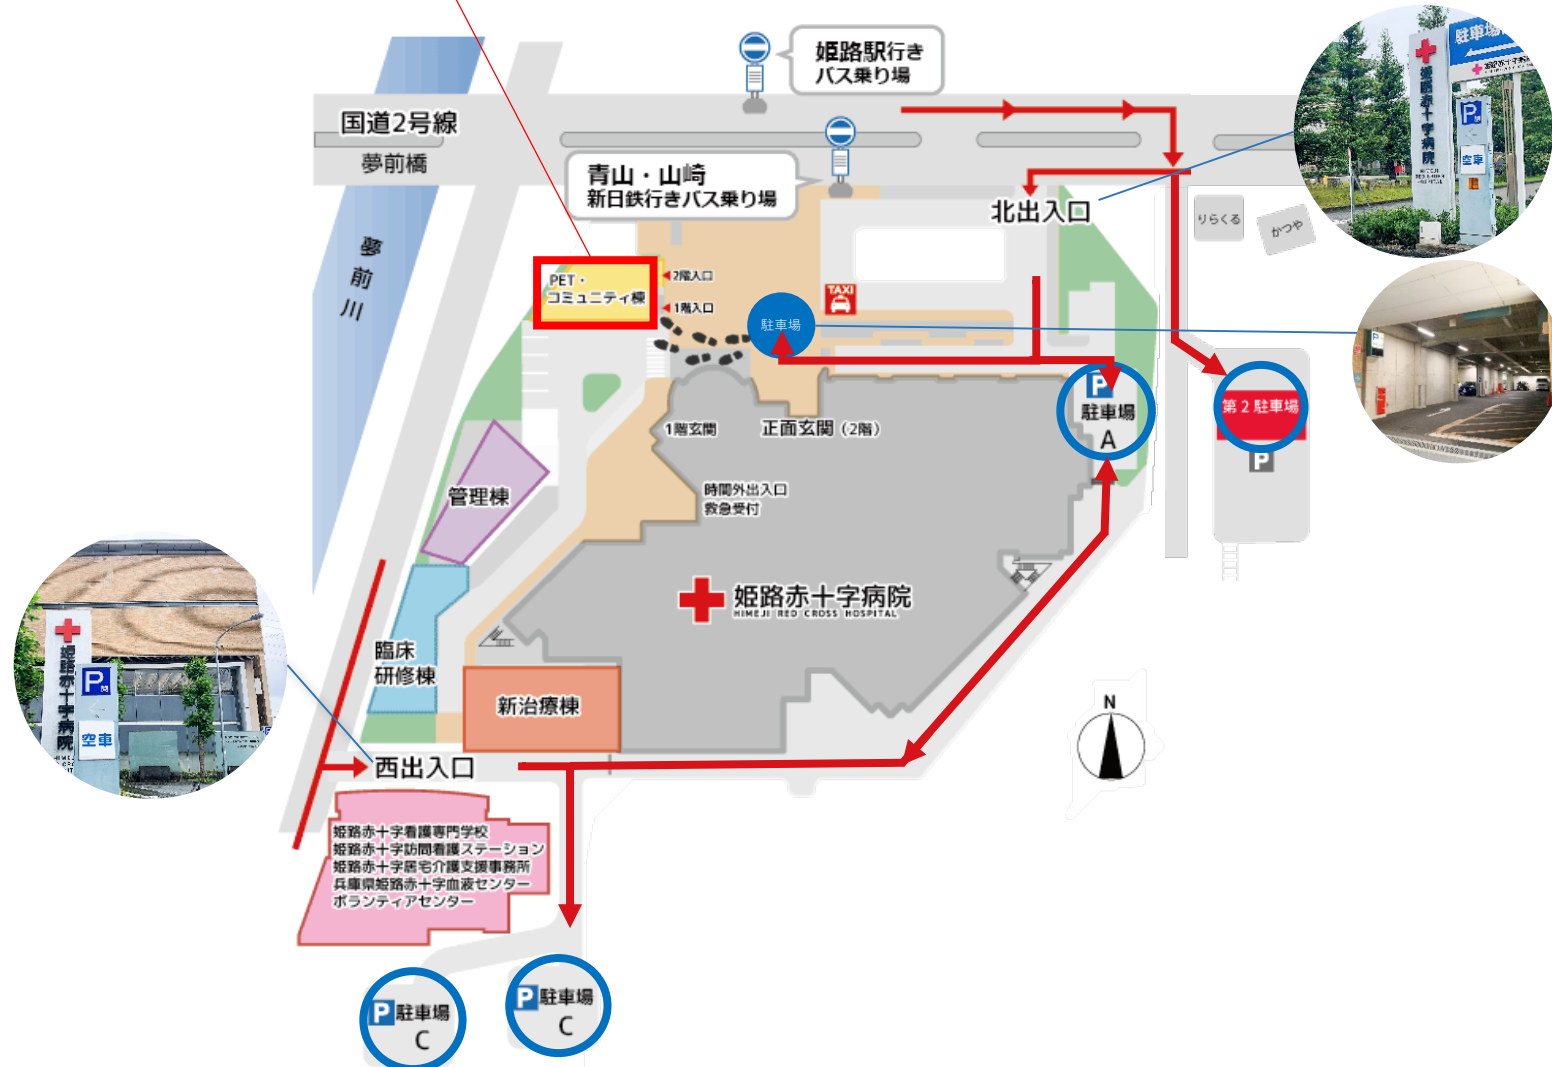 姫路駅行き
バス乗り場
国道2号線
夢前橋
青山・山崎
新日鉄行きバス乗り場
北出入口
りらくる
かつや
駐車場
姫路赤十字病院
HIMEJI
RED CROSS
HOSPITAL
P
空車
夢前川
PET・
コミュニティ棟
2階入口
1階入口
TAXI
駐車場
P
駐車場
A
第2駐車場
P
1階玄関
正面玄関（2階）
管理棟
時間外出入口
救急受付
姫路赤十字病院
HIMEJI RED CROSS HOSPITAL
臨床
研修棟
新治療棟
姫路赤十字病院
P
空車
N
西出入口
姫路赤十字看護専門学校
姫路赤十字訪問看護ステーション
姫路赤十字居宅介護支援事務所
兵庫県姫路赤十字血液センター
ボランティアセンター
P 駐車場
C
P 駐車場
C